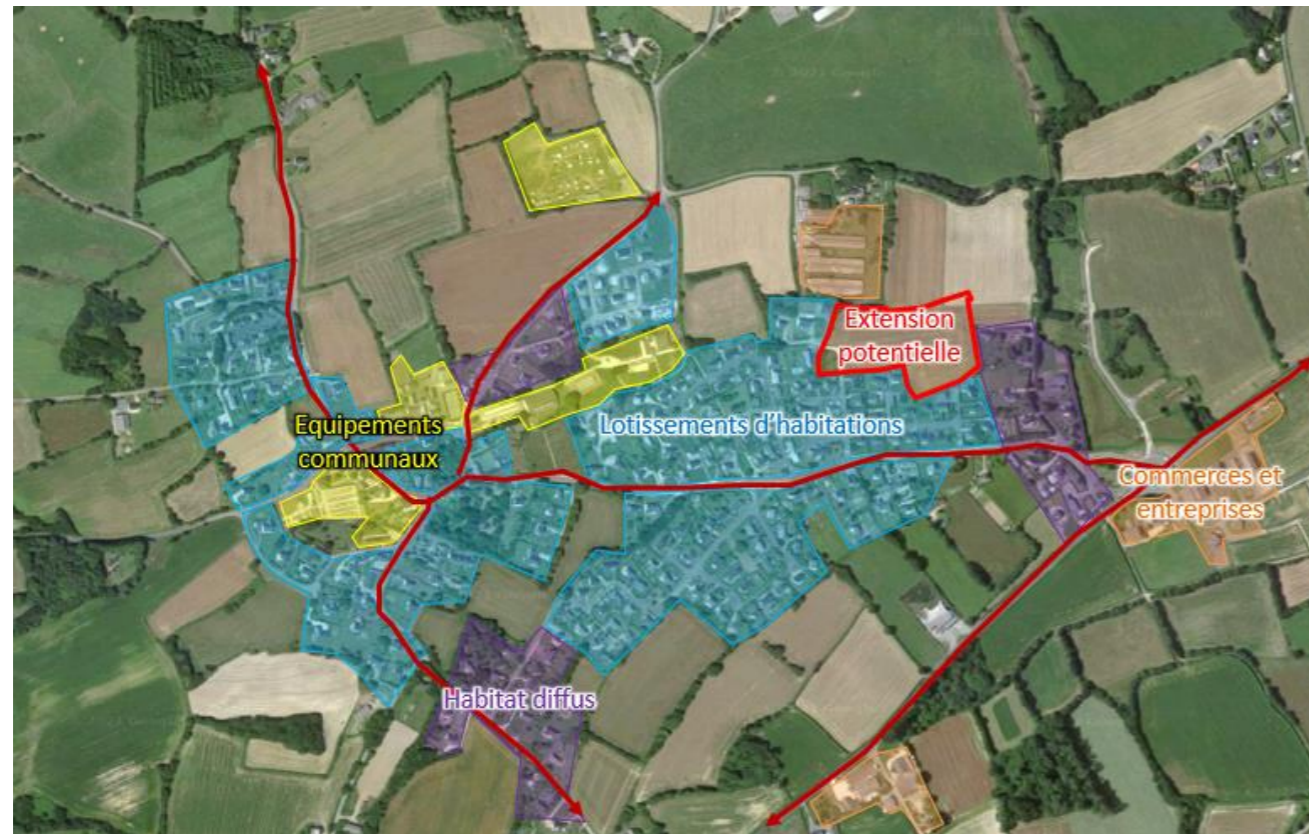 Extension
potentielle
Equipements
communaux
Lotissements d'habitations
Commerces et
entreprises
Habitat diffus